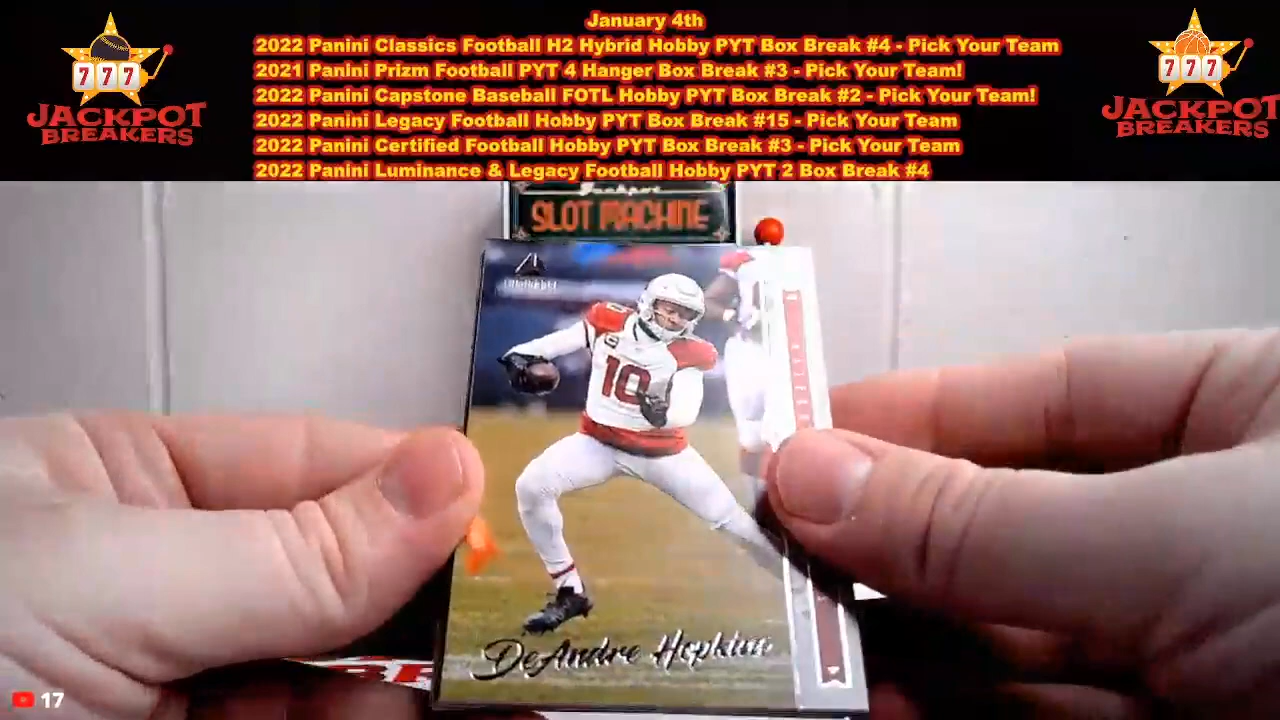 January 4th
2022 Panini Classics Football H2 Hybrid Hobby PYT Box Break #4 - Pick Your Team
2021 Panini Prizm Football PYT 4 Hanger Box Break #3 - Pick Your Team!
2022 Panini Capstone Baseball FOTL Hobby PYT Box Break #2 - Pick Your Team!
2022 Panini Legacy Football Hobby PYT Box Break #15 - Pick Your Team
2022 Panini Certified Football Hobby PYT Box Break #3 - Pick Your Team
2022 Panini Luminance & Legacy Football Hobby PYT 2 Box Break #4
777
JACKPOT
BREAKERS
777
JACKPOT
BREAKERS
Jackpot
SLOT MACHINE
10
10
DeAndre Hopkins
17